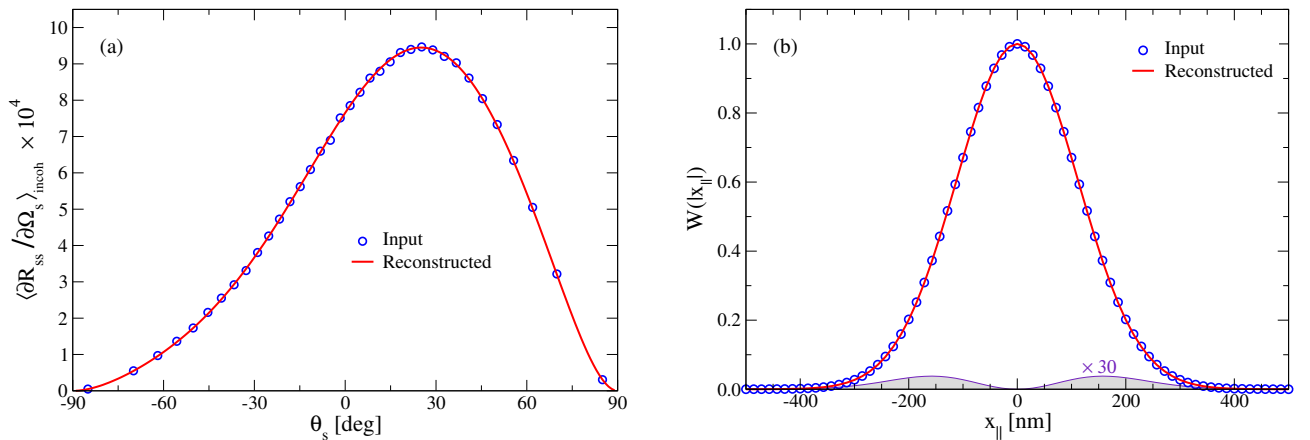 (a)
10
9
8
7
6
5
4
3
2
1
0
⟨∂R_ss / ∂Ω_s⟩_incoh × 10^4
Input
Reconstructed
-90 -60 -30 0 30 60 90
θ_s [deg]
(b)
1.0
0.8
0.6
0.4
0.2
0.0
W(|x_||)
Input
Reconstructed
× 30
-400 -200 0 200 400
x_|| [nm]